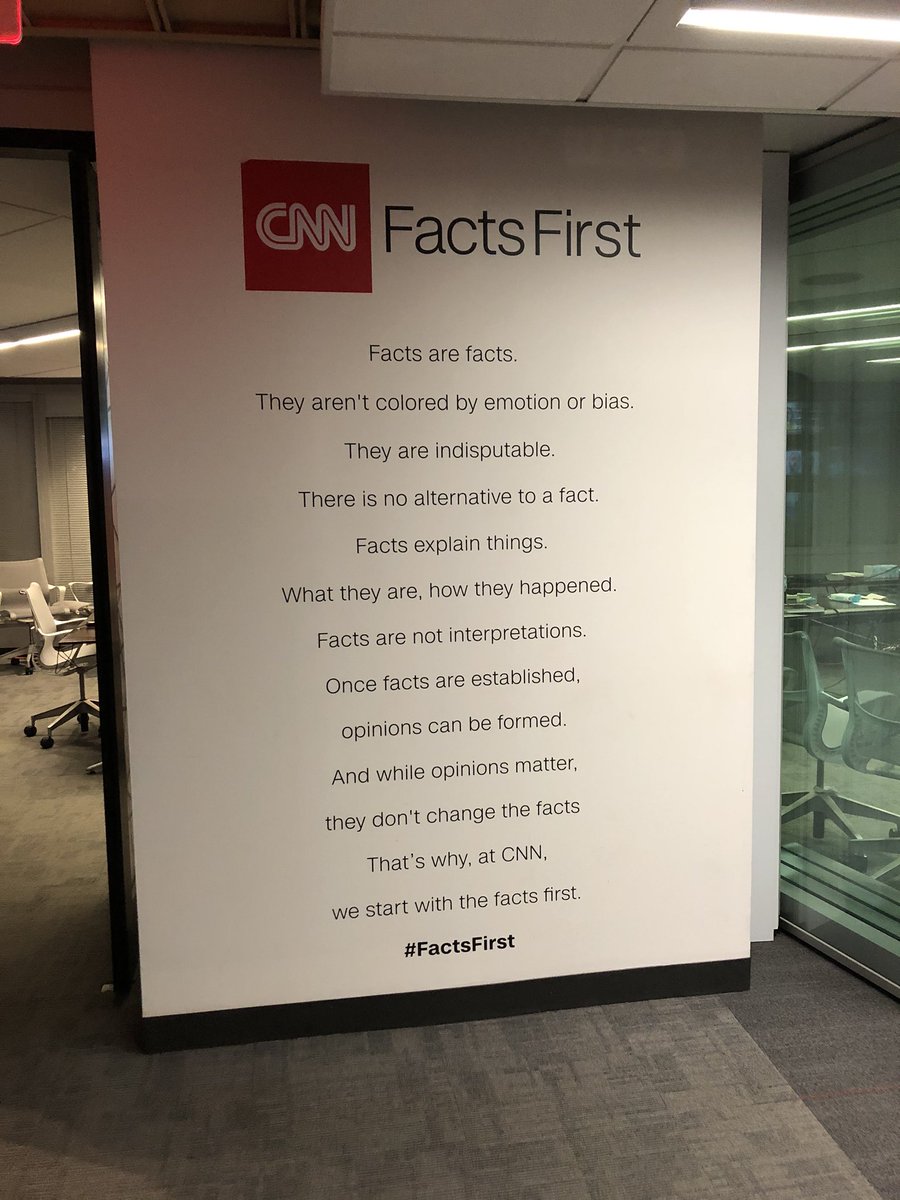 CNN FactsFirst
Facts are facts.
They aren't colored by emotion or bias.
They are indisputable.
There is no alternative to a fact.
Facts explain things.
What they are, how they happened.
Facts are not interpretations.
Once facts are established,
opinions can be formed.
And while opinions matter,
they don't change the facts
That's why, at CNN,
we start with the facts first.
#FactsFirst